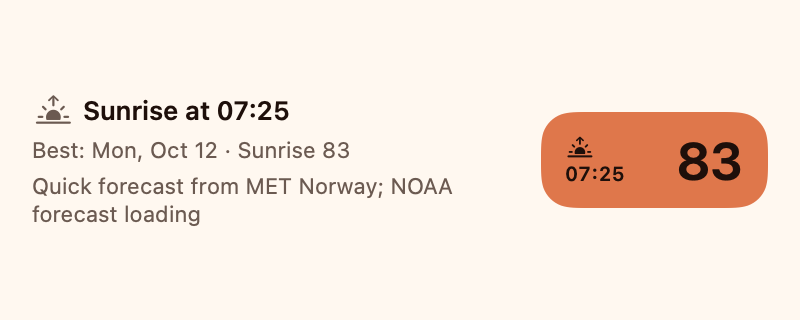 Sunrise at 07:25
Best: Mon, Oct 12 · Sunrise 83
Quick forecast from MET Norway; NOAA
forecast loading
07:25
83